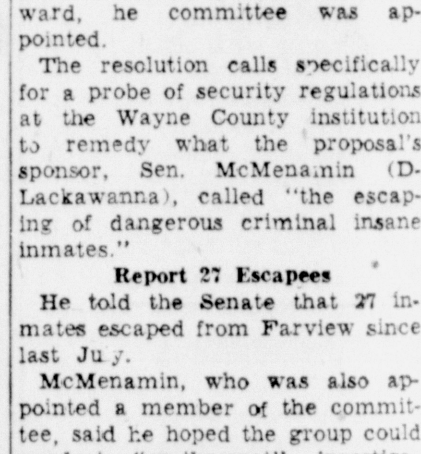 ward, he committee was ap-
pointed.
The resolution calls specifically
for a probe of security regulations
at the Wayne County institution
to remedy what the proposal's
sponsor, Sen. McMenamin (D-
Lackawanna), called "the escap-
ing of dangerous criminal insane
inmates."
Report 27 Escapees
He told the Senate that 27 in-
mates escaped from Farview since
last July.
McMenamin, who was also ap-
pointed a member of the commit-
tee, said he hoped the group could